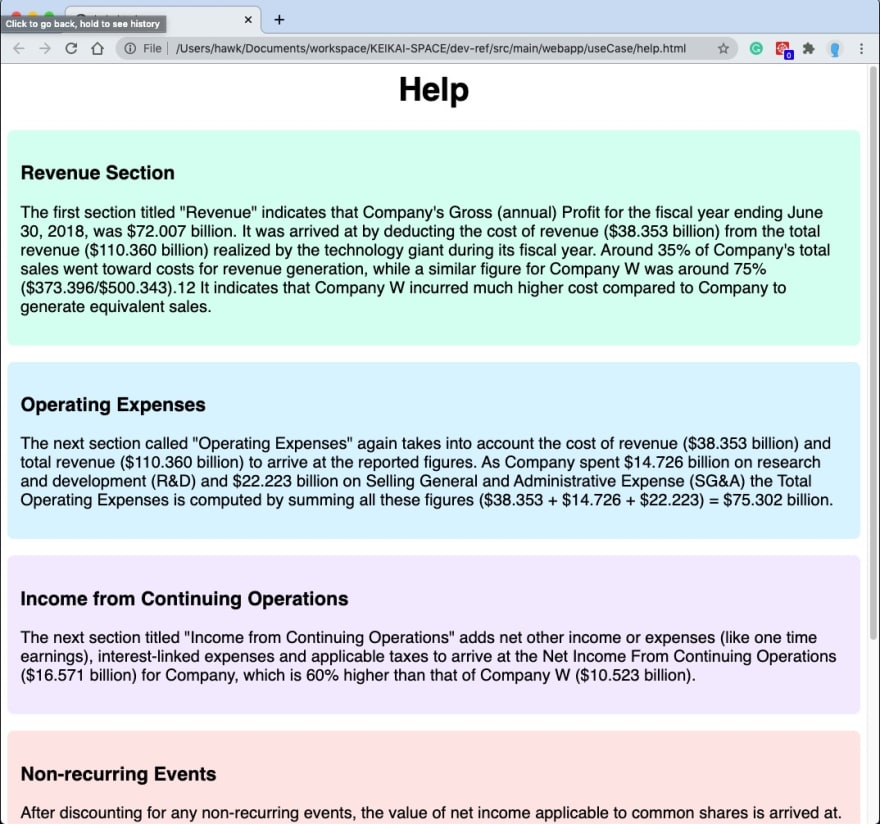 Click to go back, hold to see history
File
/Users/hawk/Documents/workspace/KEIKAI-SPACE/dev-ref/src/main/webapp/useCase/help.html
0
Help
Revenue Section
The first section titled "Revenue" indicates that Company's Gross (annual) Profit for the fiscal year ending June
30, 2018, was $72.007 billion. It was arrived at by deducting the cost of revenue ($38.353 billion) from the total
revenue ($110.360 billion) realized by the technology giant during its fiscal year. Around 35% of Company's total
sales went toward costs for revenue generation, while a similar figure for Company W was around 75%
($373.396/$500.343).12 It indicates that Company W incurred much higher cost compared to Company to
generate equivalent sales.
Operating Expenses
The next section called "Operating Expenses" again takes into account the cost of revenue ($38.353 billion) and
total revenue ($110.360 billion) to arrive at the reported figures. As Company spent $14.726 billion on research
and development (R&D) and $22.223 billion on Selling General and Administrative Expense (SG&A) the Total
Operating Expenses is computed by summing all these figures ($38.353 + $14.726 + $22.223) = $75.302 billion.
Income from Continuing Operations
The next section titled "Income from Continuing Operations" adds net other income or expenses (like one time
earnings), interest-linked expenses and applicable taxes to arrive at the Net Income From Continuing Operations
($16.571 billion) for Company, which is 60% higher than that of Company W ($10.523 billion).
Non-recurring Events
After discounting for any non-recurring events, the value of net income applicable to common shares is arrived at.